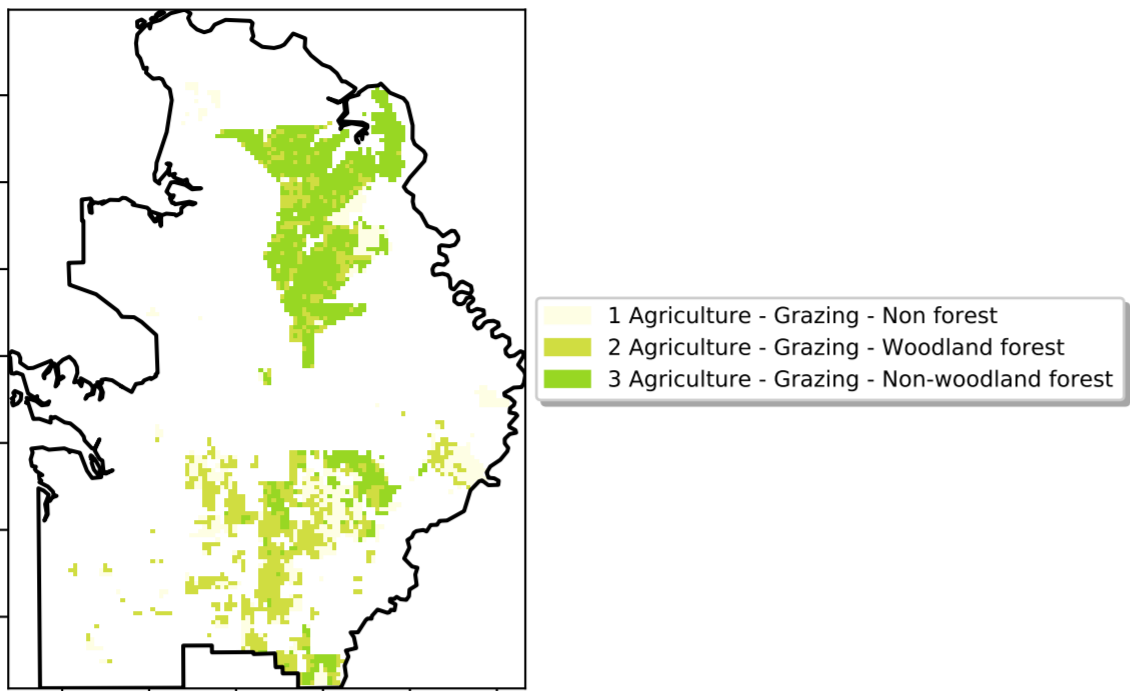 1 Agriculture - Grazing - Non forest
2 Agriculture - Grazing - Woodland forest
3 Agriculture - Grazing - Non-woodland forest